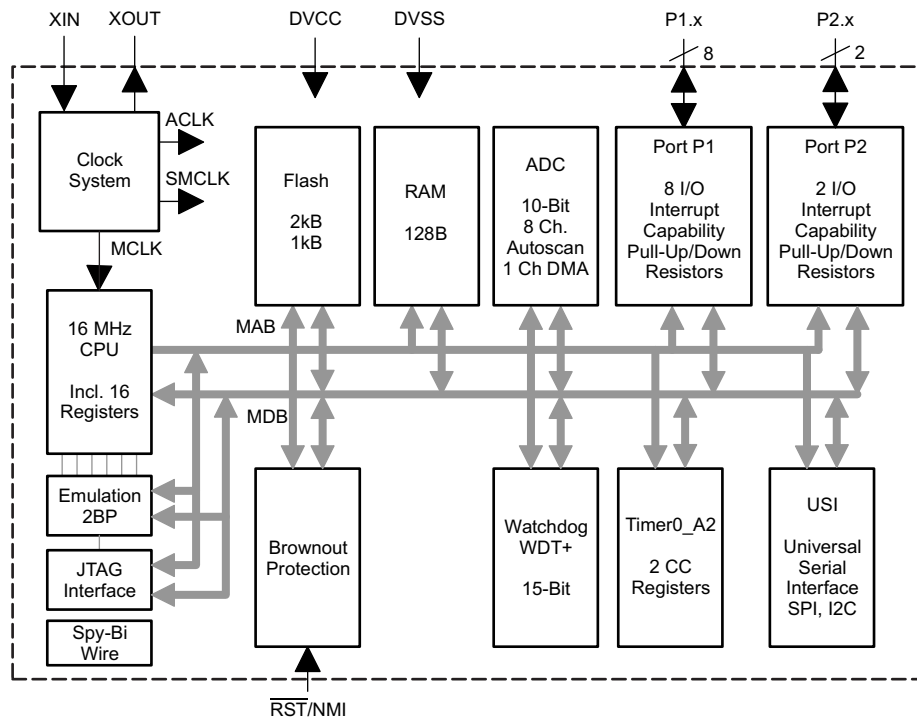 XIN
XOUT
DVCC
DVSS
P1.x
P2.x
8
2
ACLK
Clock
System
SMCLK
MCLK
Flash
2kB
1kB
RAM
128B
ADC
10-Bit
8 Ch.
Autoscan
1 Ch DMA
Port P1
8 I/O
Interrupt
Capability
Pull-Up/Down
Resistors
Port P2
2 I/O
Interrupt
Capability
Pull-Up/Down
Resistors
16 MHz
CPU
Incl. 16
Registers
MAB
MDB
Emulation
2BP
JTAG
Interface
Spy-Bi
Wire
Brownout
Protection
Watchdog
WDT+
15-Bit
Timer0_A2
2 CC
Registers
USI
Universal
Serial
Interface
SPI, I2C
RST/NMI